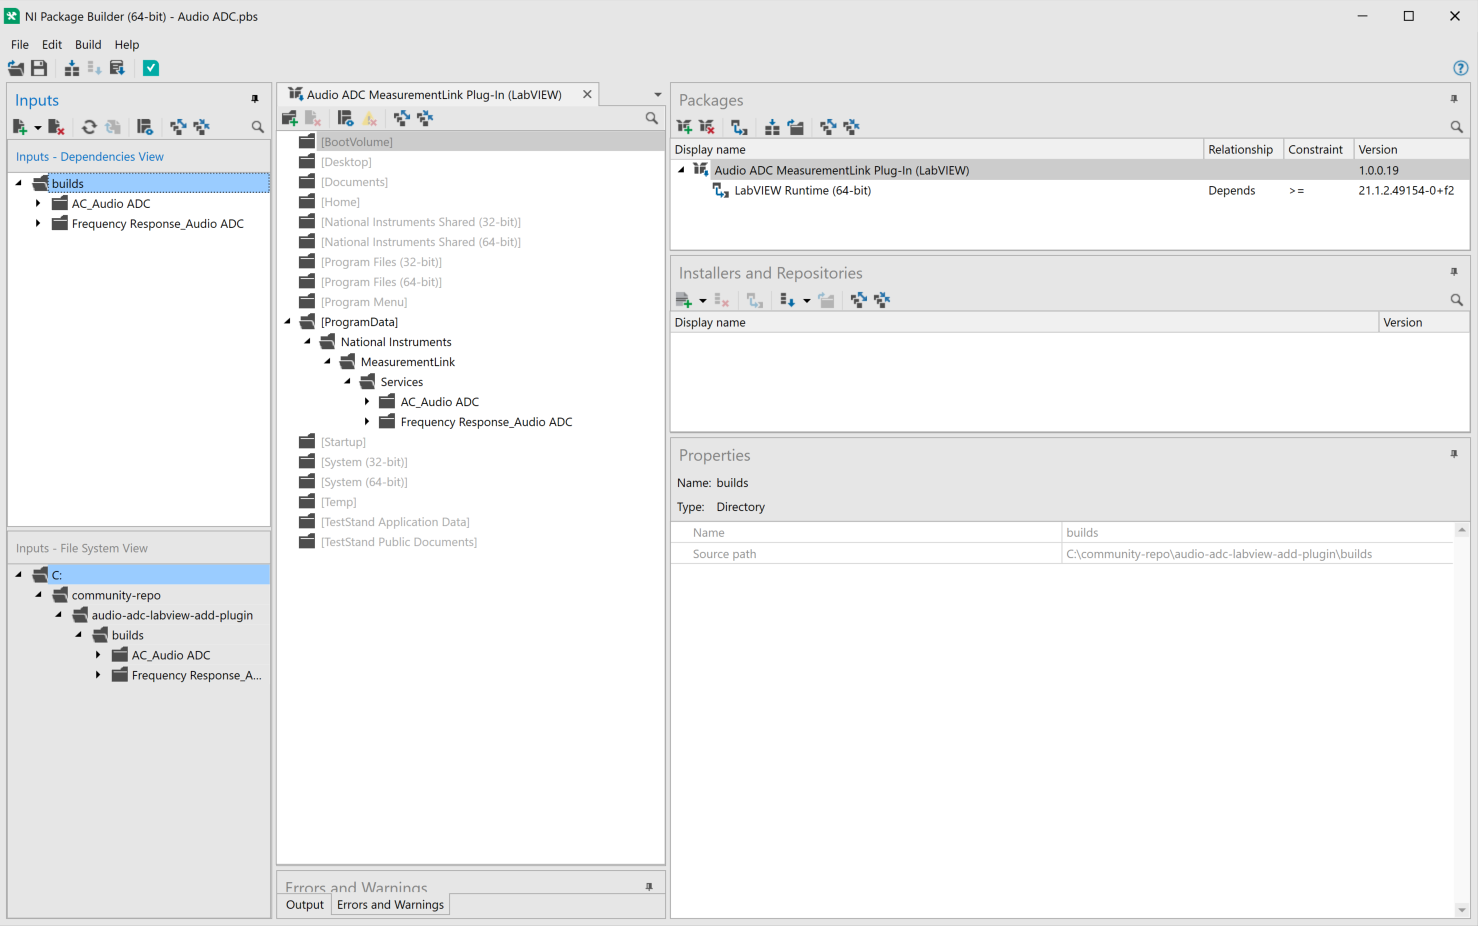 NI Package Builder (64-bit) - Audio ADC.pbs
File Edit Build Help
Inputs
Inputs - Dependencies View
builds
AC_Audio ADC
Frequency Response_Audio ADC
Inputs - File System View
C:
community-repo
audio-adc-labview-add-plugin
builds
AC_Audio ADC
Frequency Response_A...
Audio ADC MeasurementLink Plug-In (LabVIEW)
[BootVolume]
[Desktop]
[Documents]
[Home]
[National Instruments Shared (32-bit)]
[National Instruments Shared (64-bit)]
[Program Files (32-bit)]
[Program Files (64-bit)]
[Program Menu]
[ProgramData]
National Instruments
MeasurementLink
Services
AC_Audio ADC
Frequency Response_Audio ADC
[Startup]
[System (32-bit)]
[System (64-bit)]
[Temp]
[TestStand Application Data]
[TestStand Public Documents]
Errors and Warnings
Output Errors and Warnings
Packages
Display name Relationship Constraint Version
Audio ADC MeasurementLink Plug-In (LabVIEW) 1.0.0.19
LabVIEW Runtime (64-bit) Depends >= 21.1.2.49154-0+f2
Installers and Repositories
Display name Version
Properties
Name: builds
Type: Directory
Name builds
Source path C:\community-repo\audio-adc-labview-add-plugin\builds